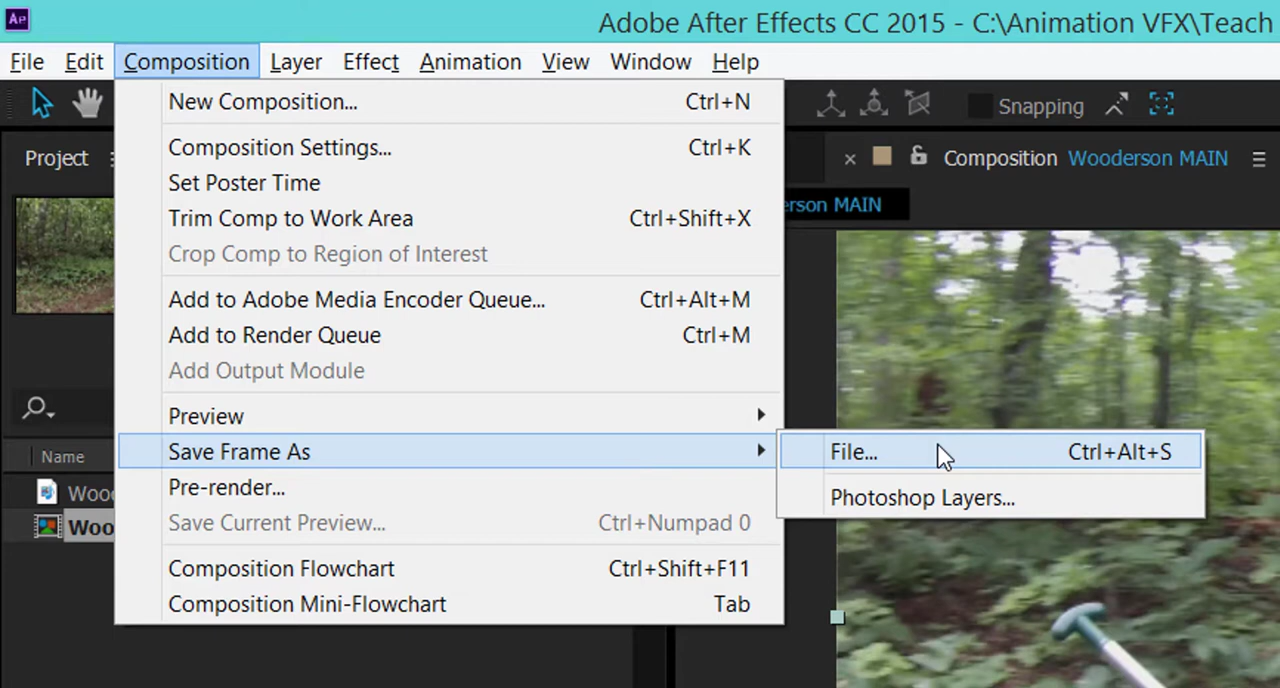 Ae
Adobe After Effects CC 2015 - C:\Animation VFX\Teach
File Edit Composition Layer Effect Animation View Window Help
New Composition... Ctrl+N
Snapping
Composition Settings... Ctrl+K
Project
Composition Wooderson MAIN
Set Poster Time
erson MAIN
Trim Comp to Work Area Ctrl+Shift+X
Crop Comp to Region of Interest
Add to Adobe Media Encoder Queue... Ctrl+Alt+M
Add to Render Queue Ctrl+M
Add Output Module
Preview
Save Frame As
File... Ctrl+Alt+S
Name
Pre-render...
Photoshop Layers...
Woo
Save Current Preview... Ctrl+Numpad 0
Woo
Composition Flowchart Ctrl+Shift+F11
Composition Mini-Flowchart Tab